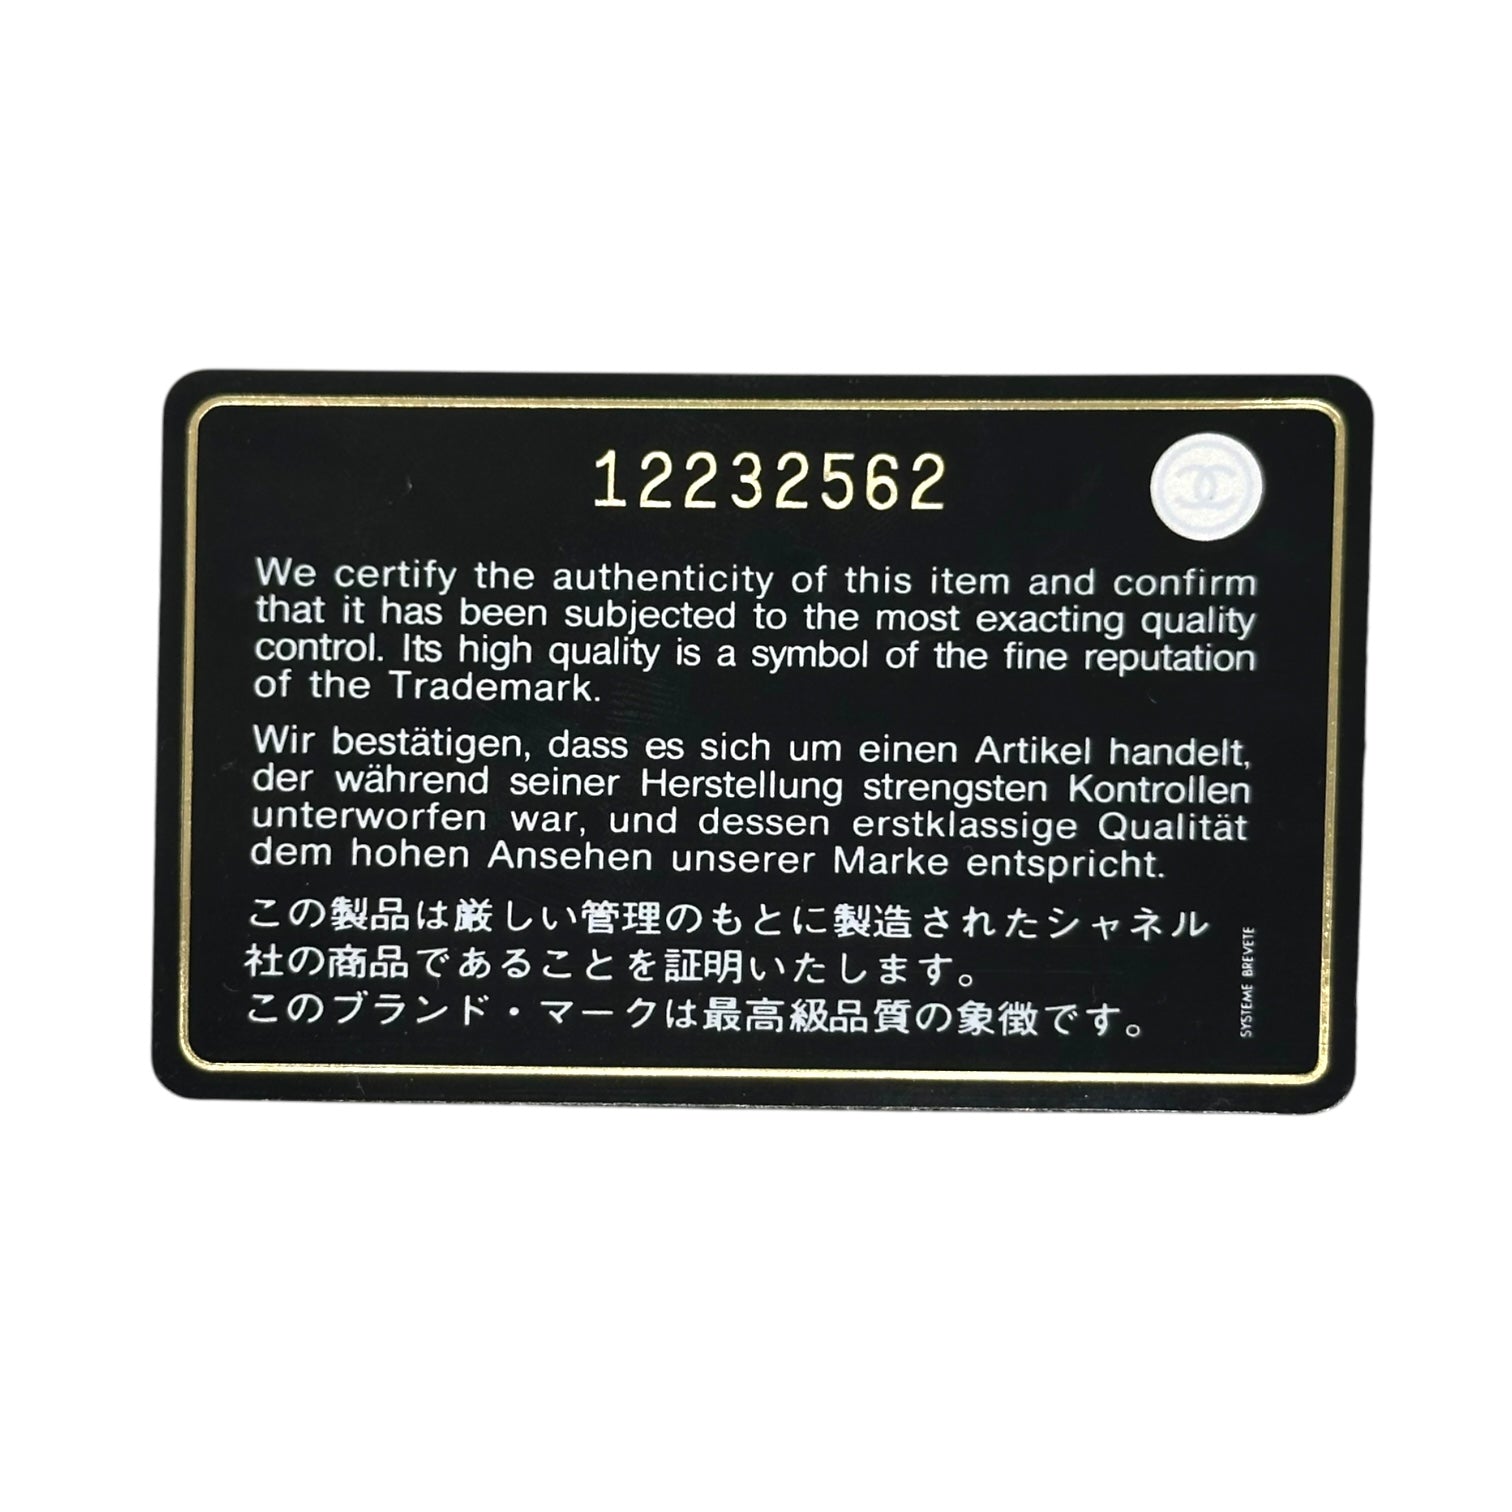 12232562
We certify the authenticity of this item and confirm
that it has been subjected to the most exacting quality
control. Its high quality is a symbol of the fine reputation
of the Trademark.
Wir bestätigen, dass es sich um einen Artikel handelt,
der während seiner Herstellung strengsten Kontrollen
unterworfen war, und dessen erstklassige Qualität
dem hohen Ansehen unserer Marke entspricht.
この製品は厳しい管理のもとに製造されたシャネル
社の商品であることを証明いたします。
このブランド・マークは最高級品質の象徴です。
SYSTEME BREVETE